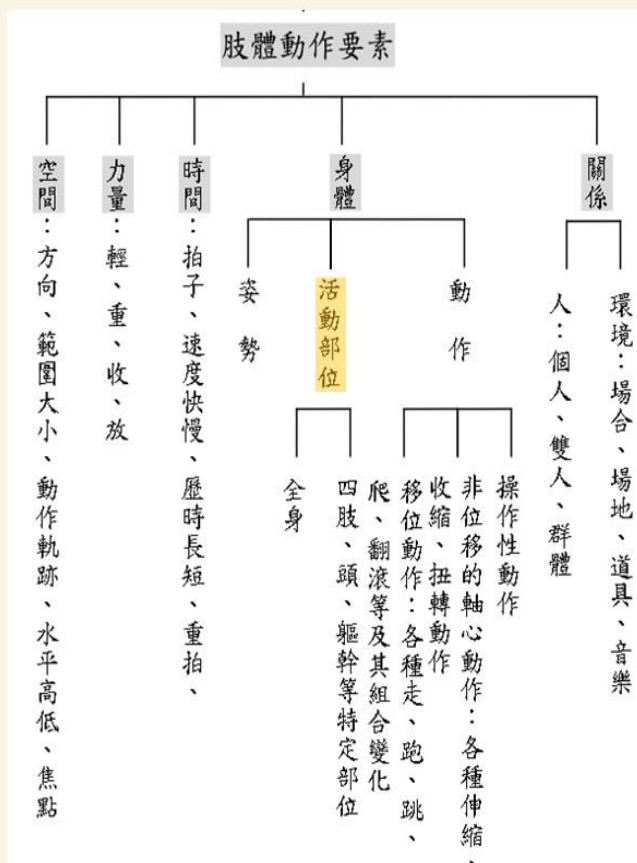 肢體動作要素
關係
環境：場合、場地、道具、音樂
人：個人、雙人、群體
身體
動作
操作性動作
非位移的軸心動作：各種伸縮、
收縮、扭轉動作
移位動作：各種走、跑、跳、
爬、翻滾等及其組合變化
活動部位
四肢、頭、軀幹等特定部位
全身
姿勢
時間：拍子、速度快慢、歷時長短、重拍、
力量：輕、重、收、放
空間：方向、範圍大小、動作軌跡、水平高低、焦點